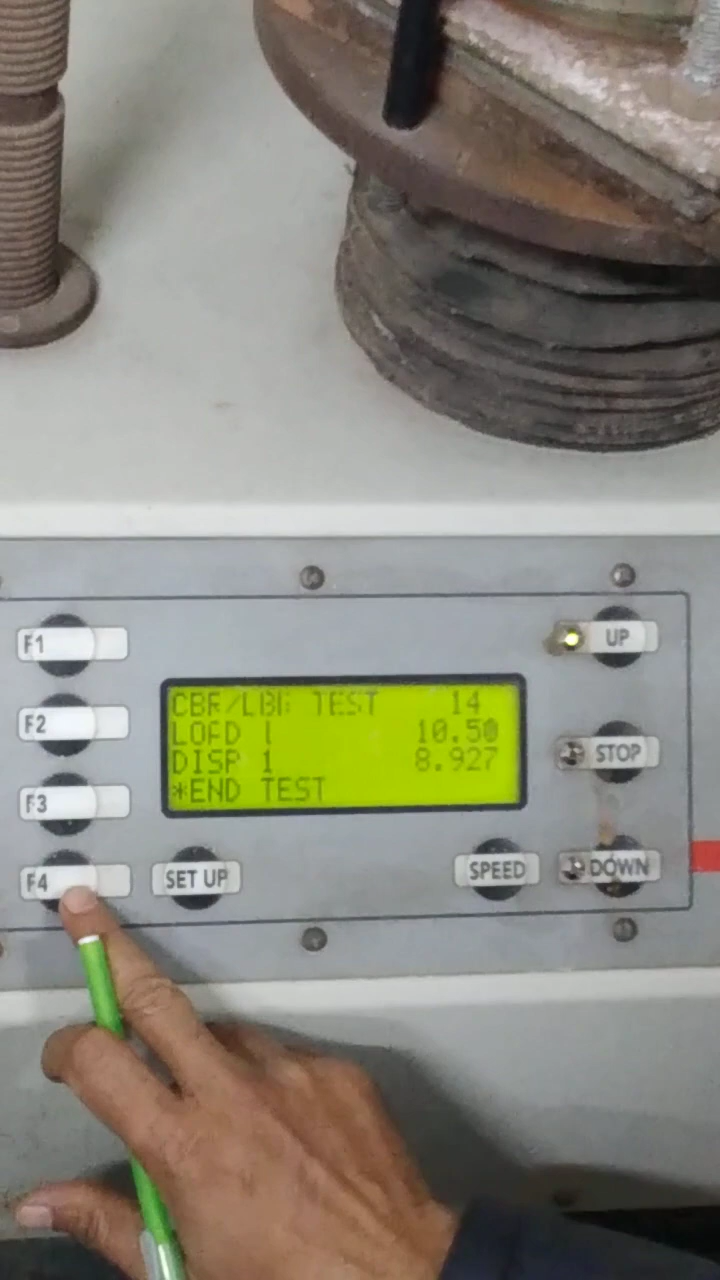 F1
UP
F2
CBR/LBR TEST 14
LOAD 1 10.50
DISP 1 8.927
*END TEST
STOP
F3
F4
SET UP
SPEED
DOWN